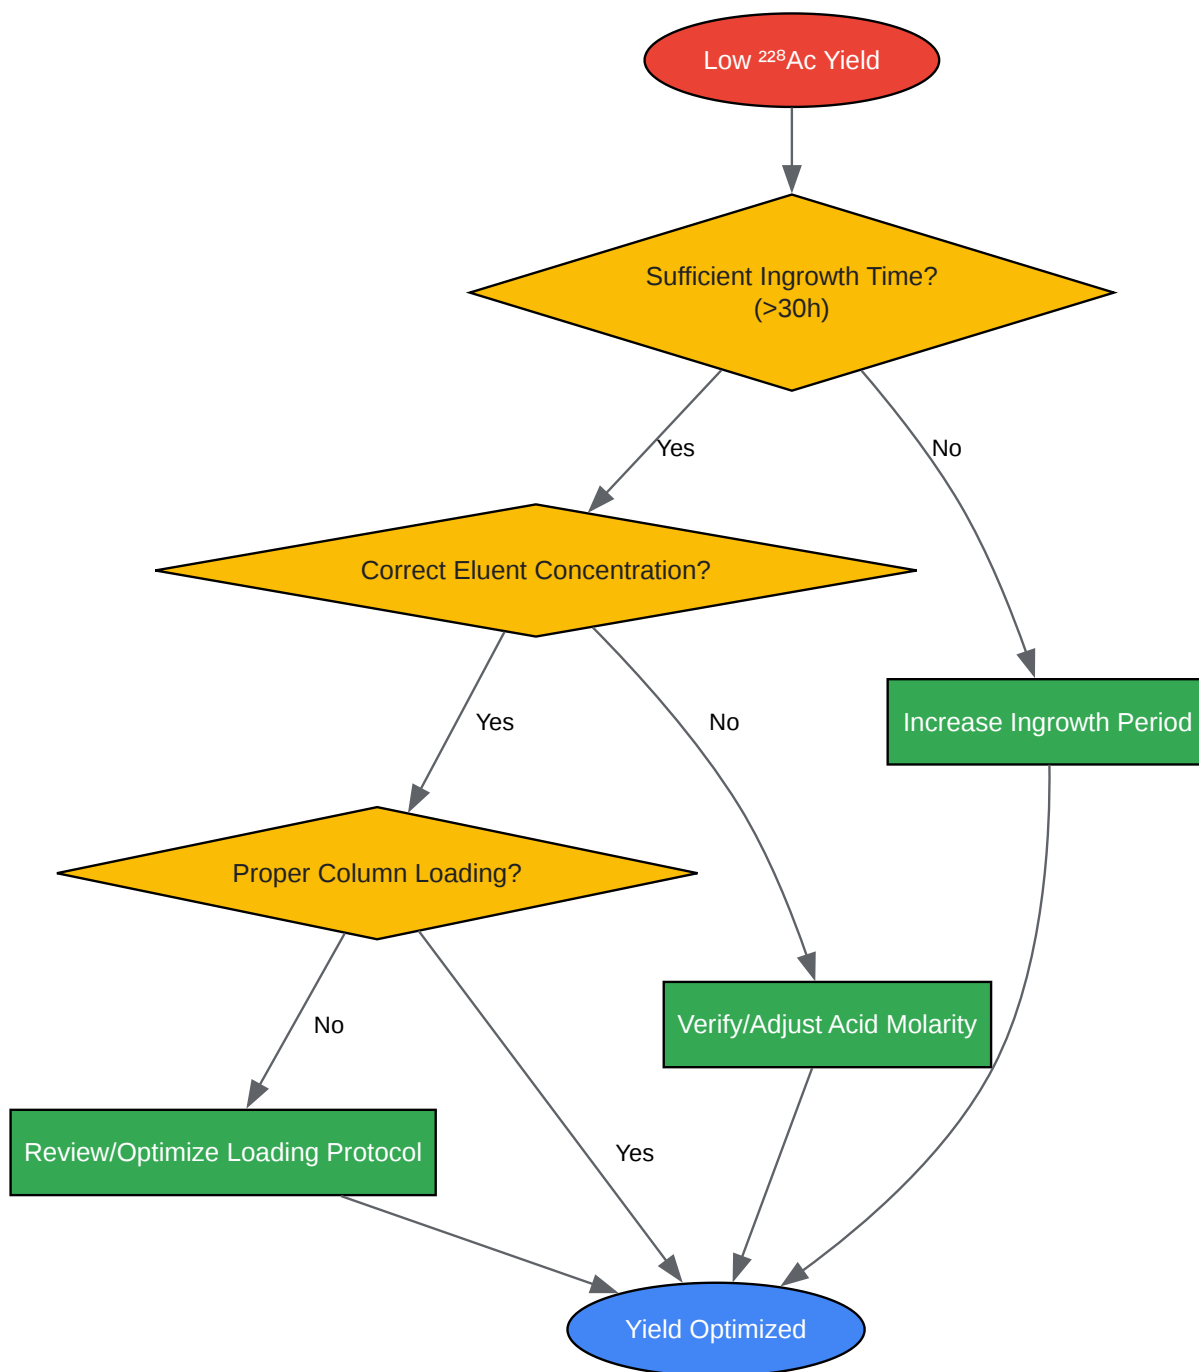 Low ²²⁸Ac Yield
Sufficient Ingrowth Time?
(>30h)
Yes
No
Correct Eluent Concentration?
Yes
No
Increase Ingrowth Period
Proper Column Loading?
No
Yes
Verify/Adjust Acid Molarity
Review/Optimize Loading Protocol
Yield Optimized